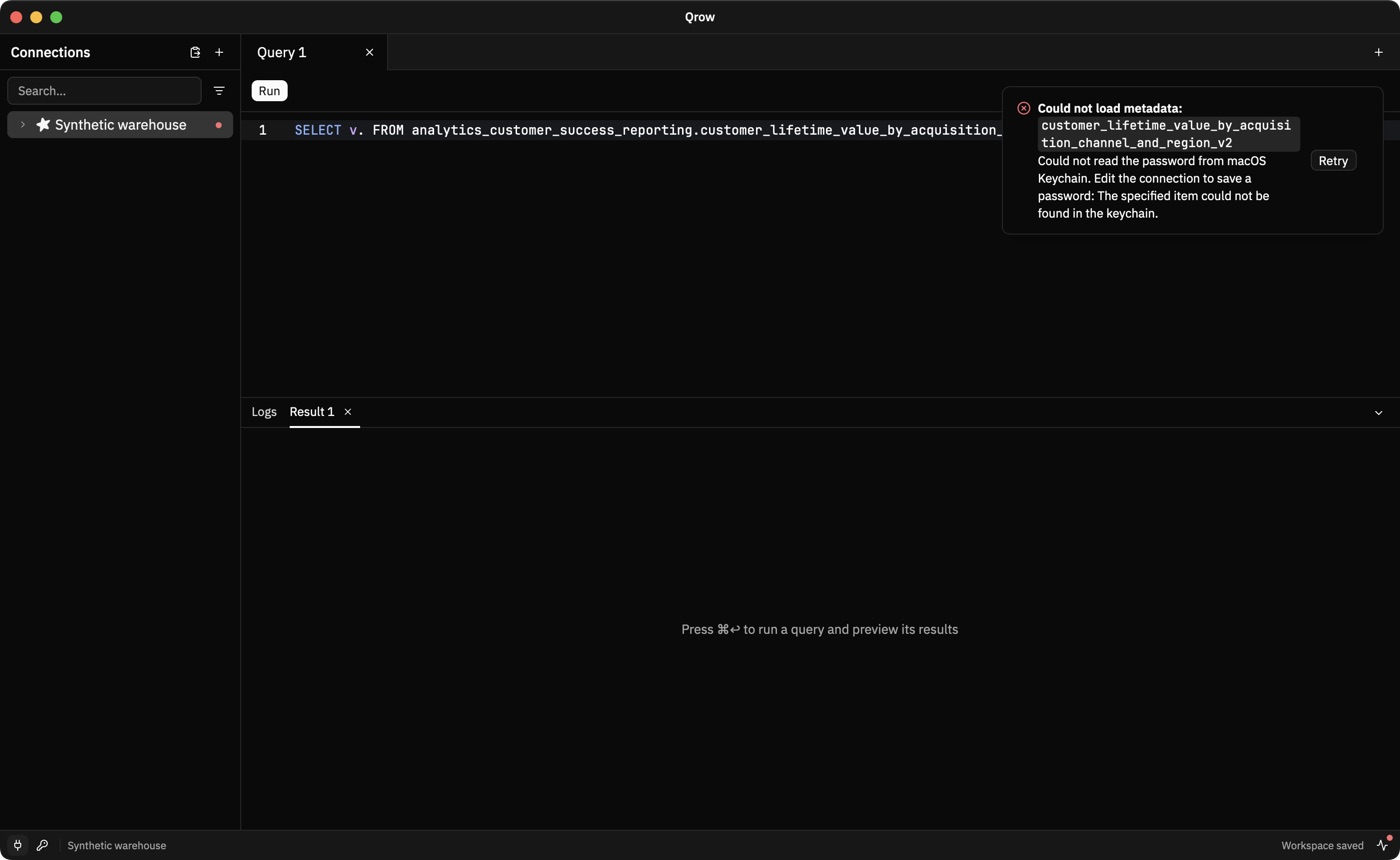 Qrow
Connections
Query 1
Search...
Run
Synthetic warehouse
1 SELECT v. FROM analytics_customer_success_reporting.customer_lifetime_value_by_acquisition_
Could not load metadata:
customer_lifetime_value_by_acquisi
tion_channel_and_region_v2
Could not read the password from macOS
Keychain. Edit the connection to save a
password: The specified item could not be
found in the keychain.
Retry
Logs Result 1
Press ⌘↩ to run a query and preview its results
Synthetic warehouse
Workspace saved